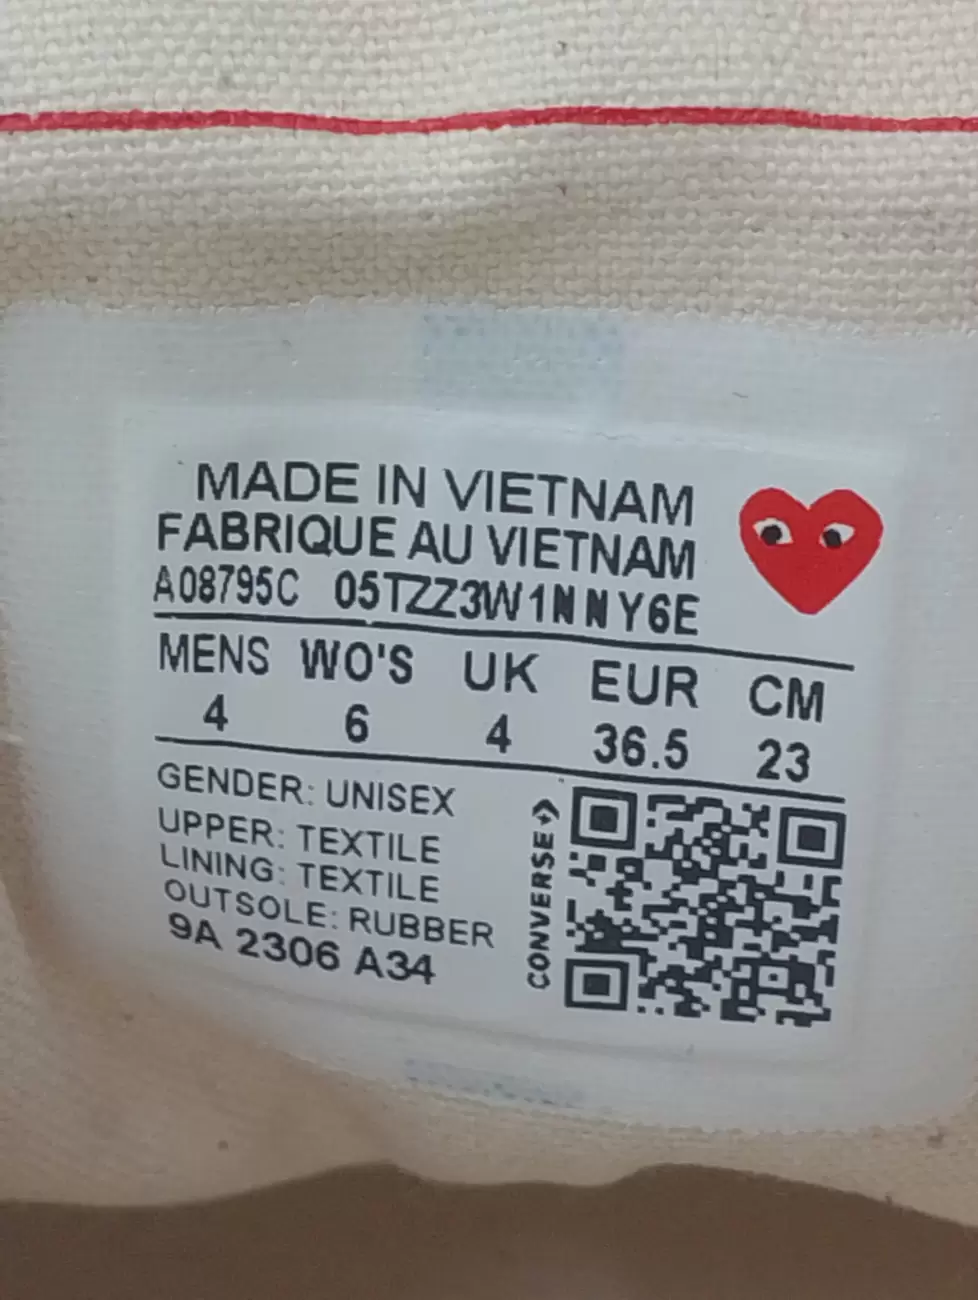 MADE IN VIETNAM
FABRIQUE AU VIETNAM
A08795C 05TZZ3W1NNY6E
MENS WO'S UK EUR CM
4 6 4 36.5 23
GENDER: UNISEX
UPPER: TEXTILE
LINING: TEXTILE
OUTSOLE: RUBBER
9A 2306 A34
CONVERSE